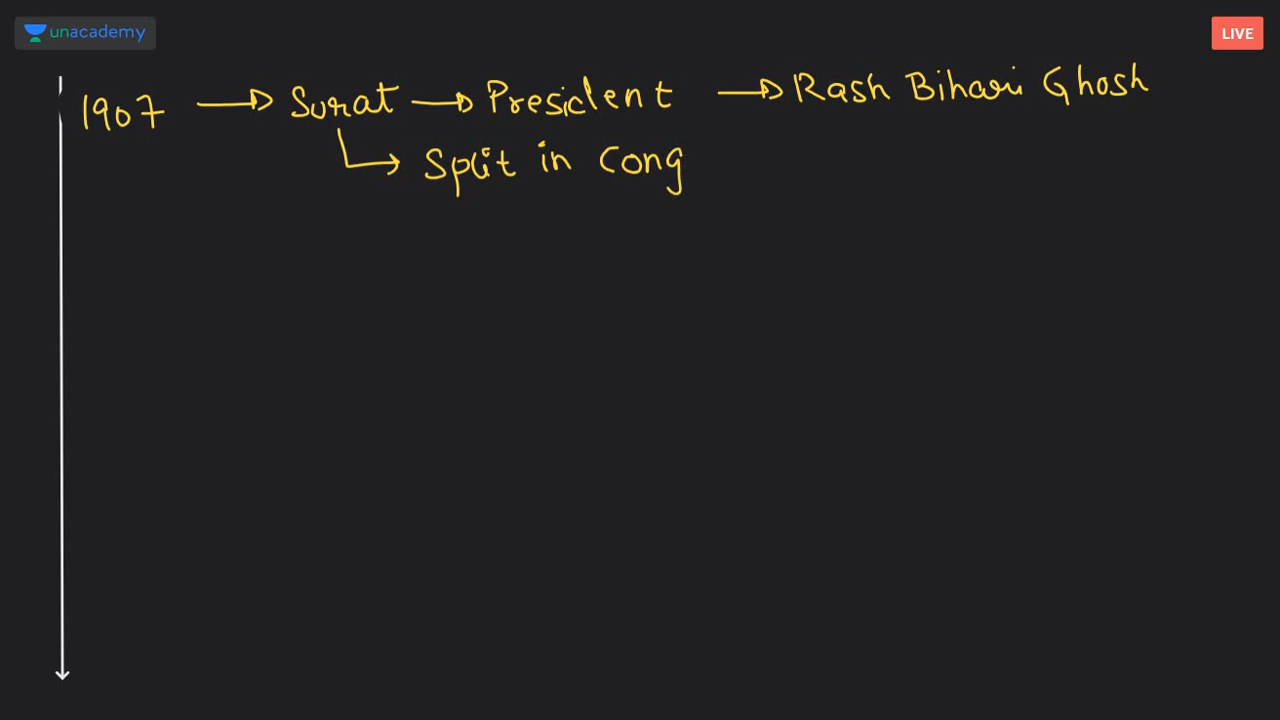 unacademy
LIVE
1907 → Surat → President → Rash Bihari Ghosh
↳ Split in Cong